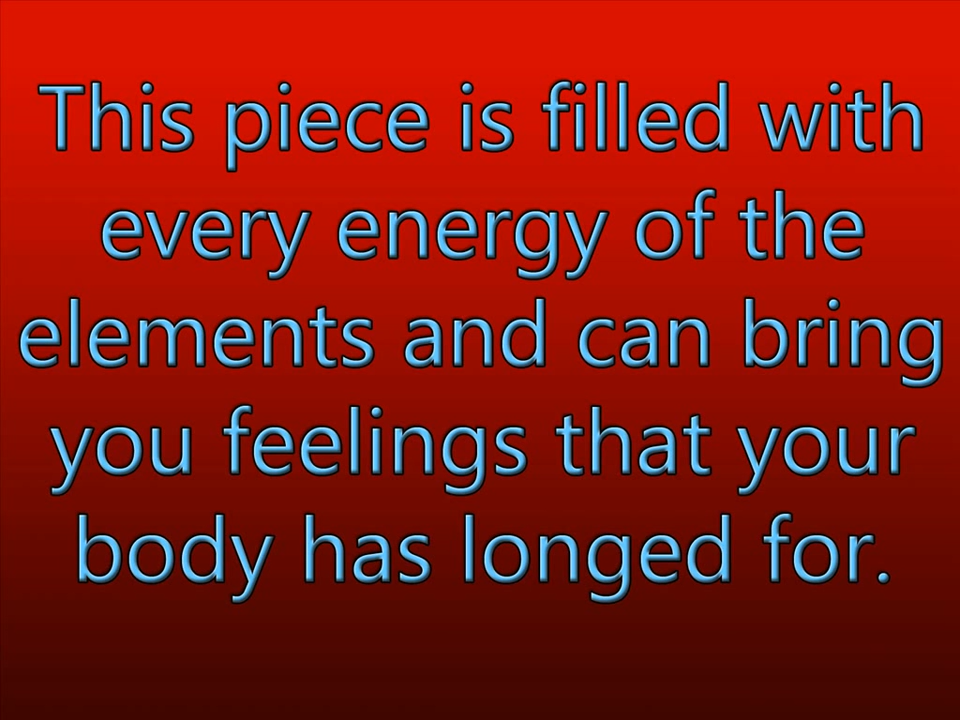 This piece is filled with
every energy of the
elements and can bring
you feelings that your
body has longed for.